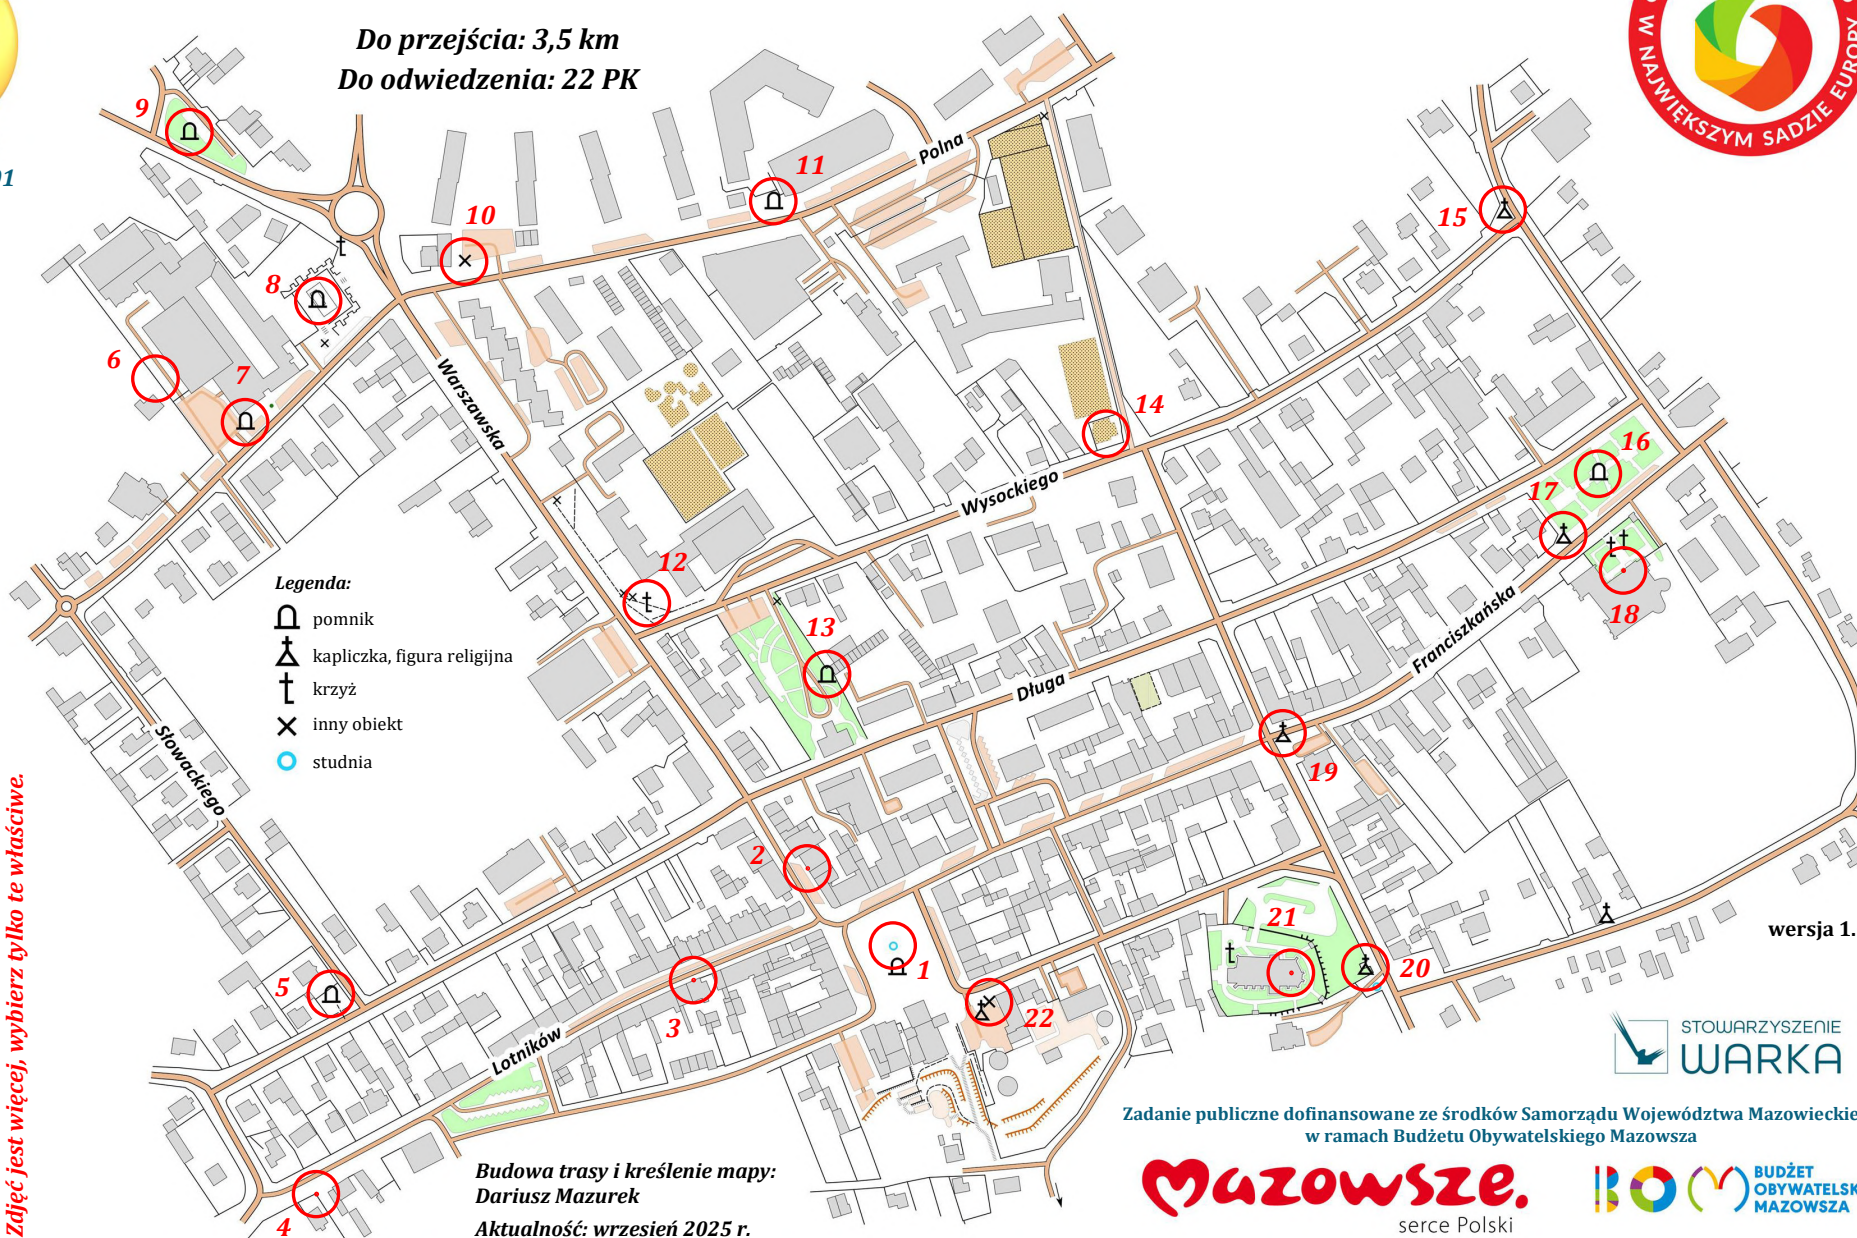 Do przejścia: 3,5 km
Do odwiedzenia: 22 PK
W NAJWIĘKSZYM SADZIE EUROPY
01
9
11
Polna
10
15
8
6
7
Warszawska
14
16
Wysockiego
17
12
18
Legenda:
pomnik
kapliczka, figura religijna
krzyż
inny obiekt
studnia
13
Franciszkańska
Długa
Słowackiego
19
2
21
wersja 1.
1
20
5
3
22
Lotników
4
Zdjęć jest więcej, wybierz tylko te właściwe.
STOWARZYSZENIE
WARKA
Zadanie publiczne dofinansowane ze środków Samorządu Województwa Mazowieckie
w ramach Budżetu Obywatelskiego Mazowsza
Budowa trasy i kreślenie mapy:
Dariusz Mazurek
Aktualność: wrzesień 2025 r.
mazowsze.
serce Polski
BOM
BUDŻET
OBYWATELSK
MAZOWSZA